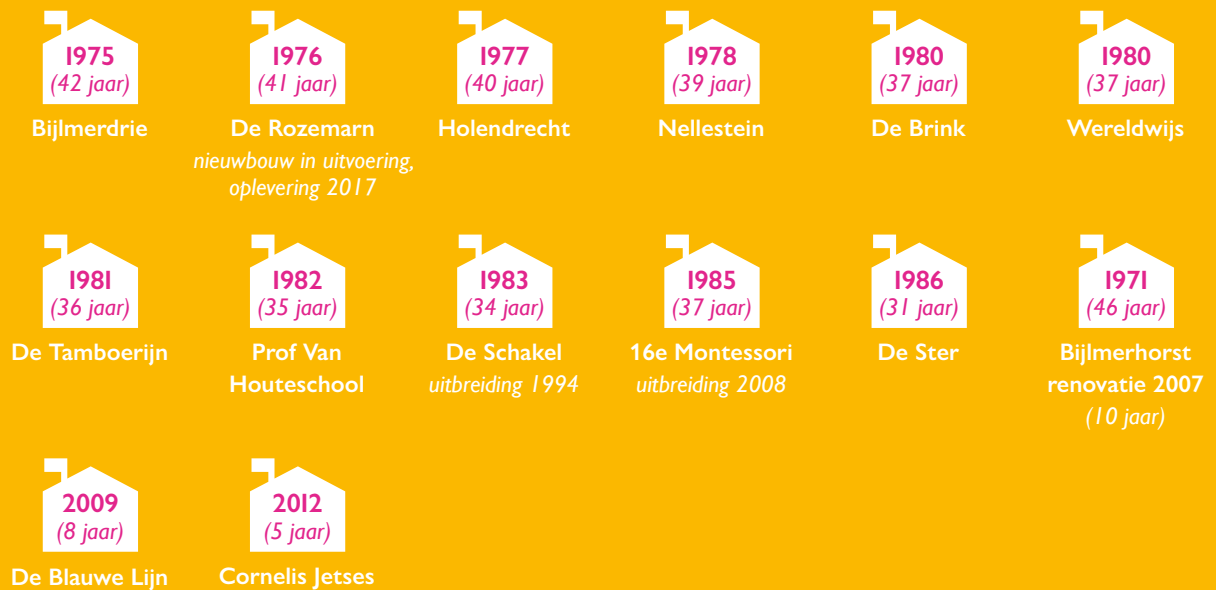 1975
(42 jaar)
Bijlmerdrie
1976
(41 jaar)
De Rozemarn
nieuwbouw in uitvoering,
oplevering 2017
1977
(40 jaar)
Holendrecht
1978
(39 jaar)
Nellestein
1980
(37 jaar)
De Brink
1980
(37 jaar)
Wereldwijs
1981
(36 jaar)
De Tamboerijn
1982
(35 jaar)
Prof Van
Houteschool
1983
(34 jaar)
De Schakel
uitbreiding 1994
1985
(37 jaar)
16e Montessori
uitbreiding 2008
1986
(31 jaar)
De Ster
1971
(46 jaar)
Bijlmerhorst
renovatie 2007
(10 jaar)
2009
(8 jaar)
De Blauwe Lijn
2012
(5 jaar)
Cornelis Jetses